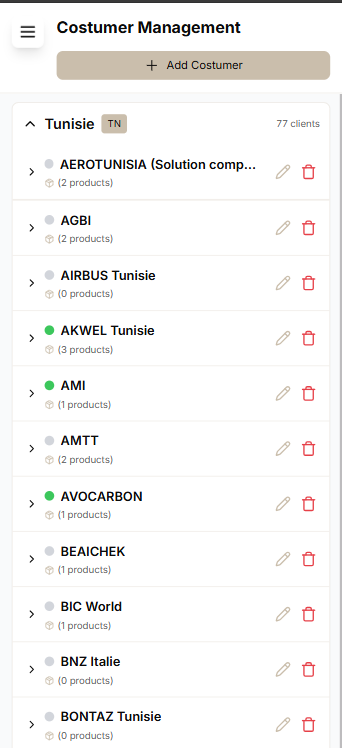 Costumer Management
+ Add Costumer
Tunisie TN 77 clients
AEROTUNISIA (Solution comp...
(2 products)
AGBI
(2 products)
AIRBUS Tunisie
(0 products)
AKWEL Tunisie
(3 products)
AMI
(1 products)
AMTT
(2 products)
AVOCARBON
(1 products)
BEAICHEK
(1 products)
BIC World
(1 products)
BNZ Italie
(0 products)
BONTAZ Tunisie
(0 products)